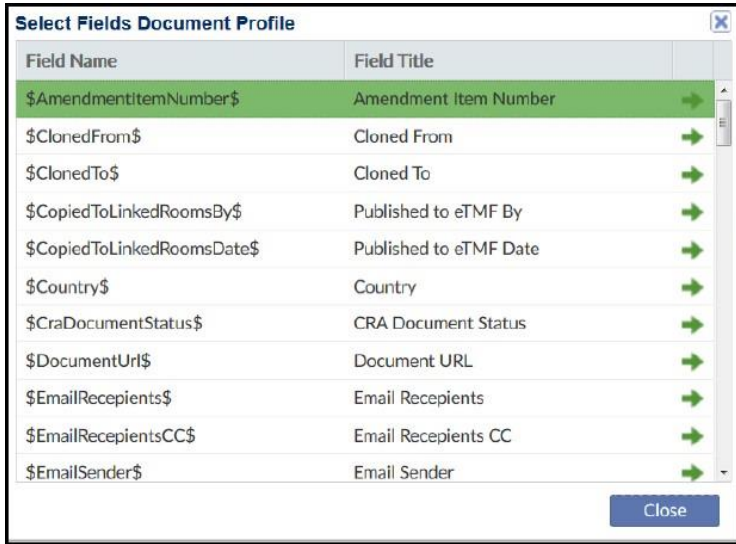 Select Fields Document Profile
Field Name Field Title
$AmendmentItemNumber$ Amendment Item Number
$ClonedFrom$ Cloned From
$ClonedTo$ Cloned To
$CopiedToLinkedRoomsBy$ Published to eTMF By
$CopiedToLinkedRoomsDate$ Published to eTMF Date
$Country$ Country
$CraDocumentStatus$ CRA Document Status
$DocumentUrl$ Document URL
$EmailRecepients$ Email Recepients
$EmailRecepientsCC$ Email Recepients CC
$EmailSender$ Email Sender
Close